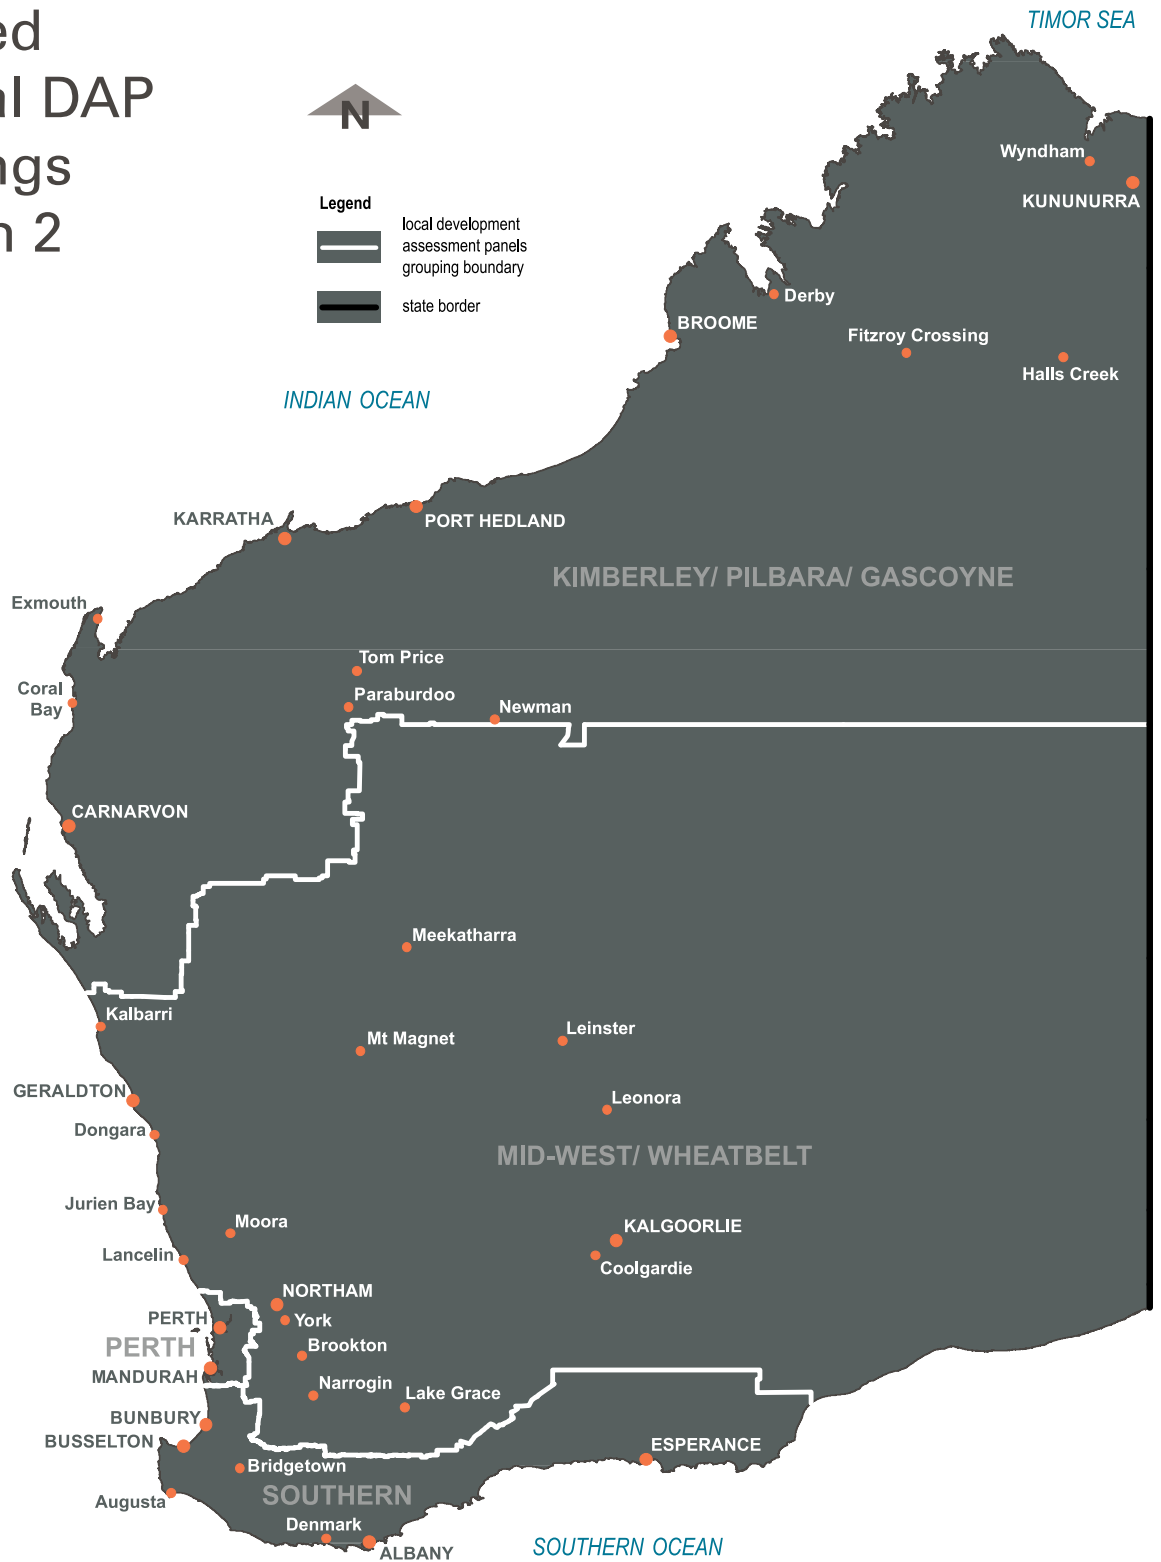 ed
al DAP
ngs
n 2
TIMOR SEA
N
Legend
local development
assessment panels
grouping boundary
state border
Wyndham
KUNUNURRA
Derby
BROOME
Fitzroy Crossing
Halls Creek
INDIAN OCEAN
KARRATHA
PORT HEDLAND
KIMBERLEY/ PILBARA/ GASCOYNE
Exmouth
Tom Price
Coral
Bay
Paraburdoo
Newman
CARNARVON
Meekatharra
Kalbarri
Mt Magnet
Leinster
GERALDTON
Leonora
Dongara
MID-WEST/ WHEATBELT
Jurien Bay
Moora
KALGOORLIE
Lancelin
Coolgardie
NORTHAM
PERTH
York
PERTH
Brookton
MANDURAH
Narrogin
Lake Grace
BUNBURY
BUSSELTON
ESPERANCE
Bridgetown
Augusta
SOUTHERN
Denmark
ALBANY
SOUTHERN OCEAN